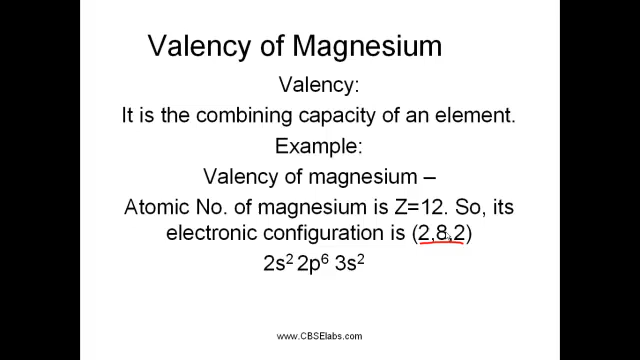 Valency of Magnesium
Valency:
It is the combining capacity of an element.
Example:
Valency of magnesium –
Atomic No. of magnesium is Z=12. So, its
electronic configuration is (2,8,2)
2s² 2p⁶ 3s²
www.CBSElabs.com